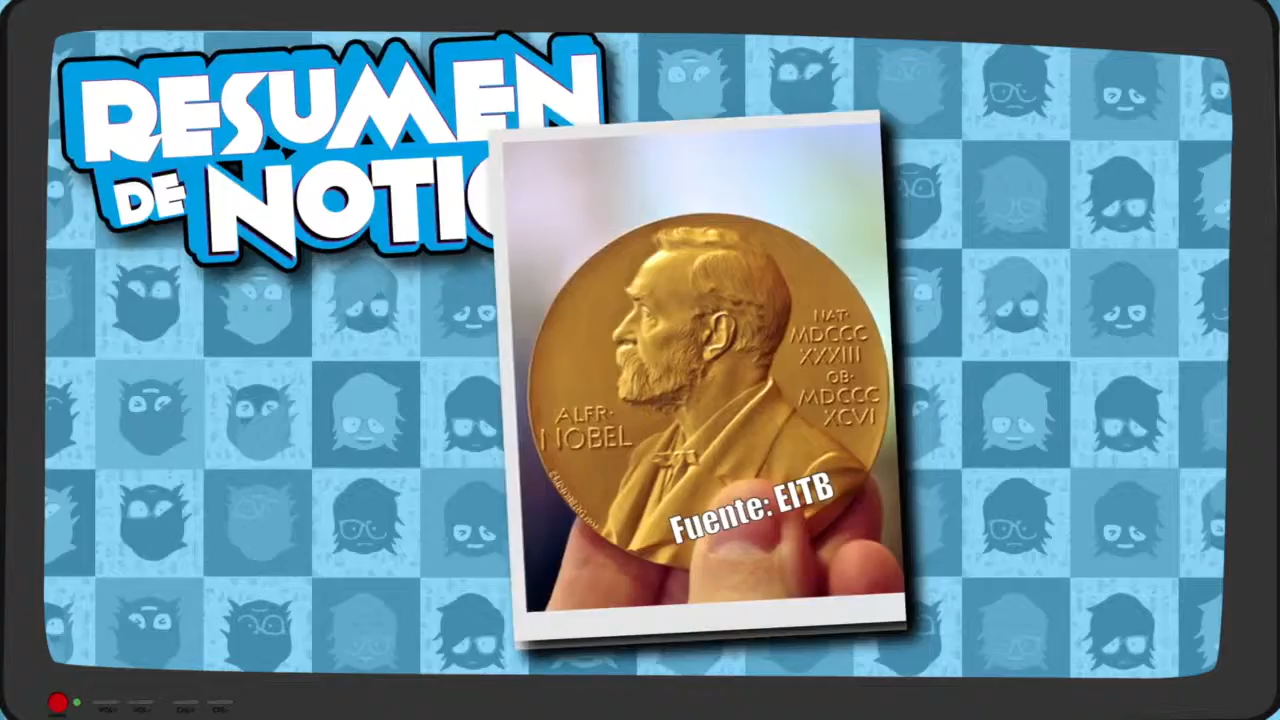 RESUMEN
DE NOTIC
NAT·
MDCCC
XXXIII
OB·
MDCCC
XCVI
ALFR·
NOBEL
Fuente: EITB